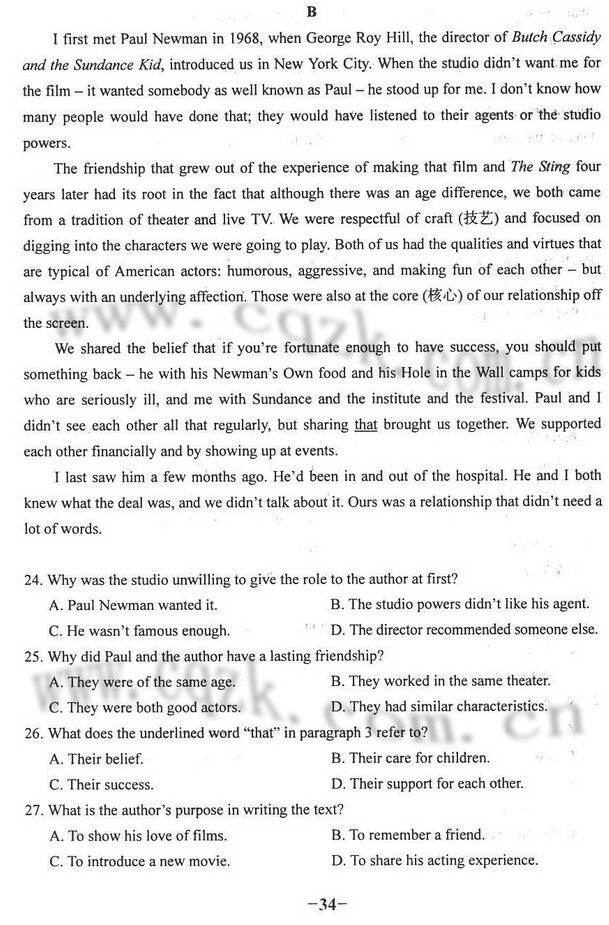 B
I first met Paul Newman in 1968, when George Roy Hill, the director of Butch Cassidy
and the Sundance Kid, introduced us in New York City. When the studio didn't want me for
the film – it wanted somebody as well known as Paul – he stood up for me. I don't know how
many people would have done that; they would have listened to their agents or the studio
powers.
The friendship that grew out of the experience of making that film and The Sting four
years later had its root in the fact that although there was an age difference, we both came
from a tradition of theater and live TV. We were respectful of craft (技艺) and focused on
digging into the characters we were going to play. Both of us had the qualities and virtues that
are typical of American actors: humorous, aggressive, and making fun of each other – but
always with an underlying affection. Those were also at the core (核心) of our relationship off
the screen.
We shared the belief that if you're fortunate enough to have success, you should put
something back – he with his Newman's Own food and his Hole in the Wall camps for kids
who are seriously ill, and me with Sundance and the institute and the festival. Paul and I
didn't see each other all that regularly, but sharing that brought us together. We supported
each other financially and by showing up at events.
I last saw him a few months ago. He'd been in and out of the hospital. He and I both
knew what the deal was, and we didn't talk about it. Ours was a relationship that didn't need a
lot of words.
24. Why was the studio unwilling to give the role to the author at first?
A. Paul Newman wanted it. B. The studio powers didn't like his agent.
C. He wasn't famous enough. D. The director recommended someone else.
25. Why did Paul and the author have a lasting friendship?
A. They were of the same age. B. They worked in the same theater.
C. They were both good actors. D. They had similar characteristics.
26. What does the underlined word "that" in paragraph 3 refer to?
A. Their belief. B. Their care for children.
C. Their success. D. Their support for each other.
27. What is the author's purpose in writing the text?
A. To show his love of films. B. To remember a friend.
C. To introduce a new movie. D. To share his acting experience.
–34–
www.cqzk.com.cn
www.cqzk.com.cn